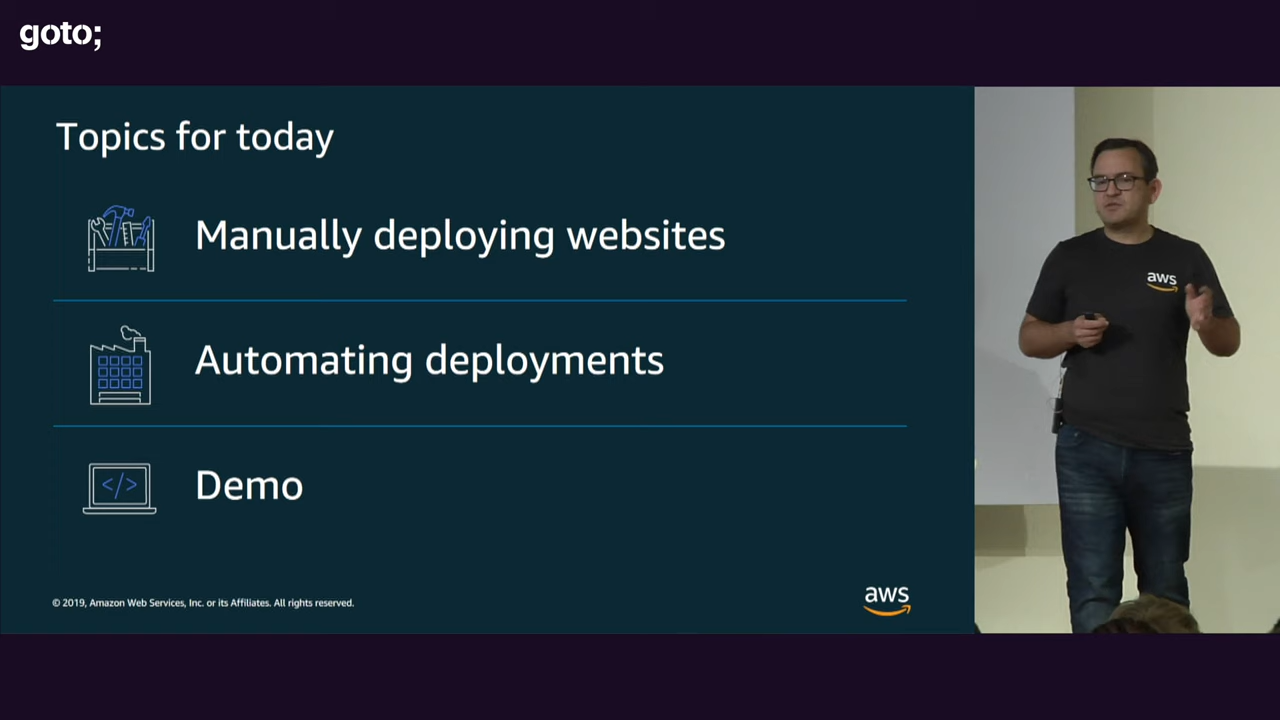 goto;
Topics for today
Manually deploying websites
Automating deployments
</>
Demo
© 2019, Amazon Web Services, Inc. or its Affiliates. All rights reserved.
aws
aws